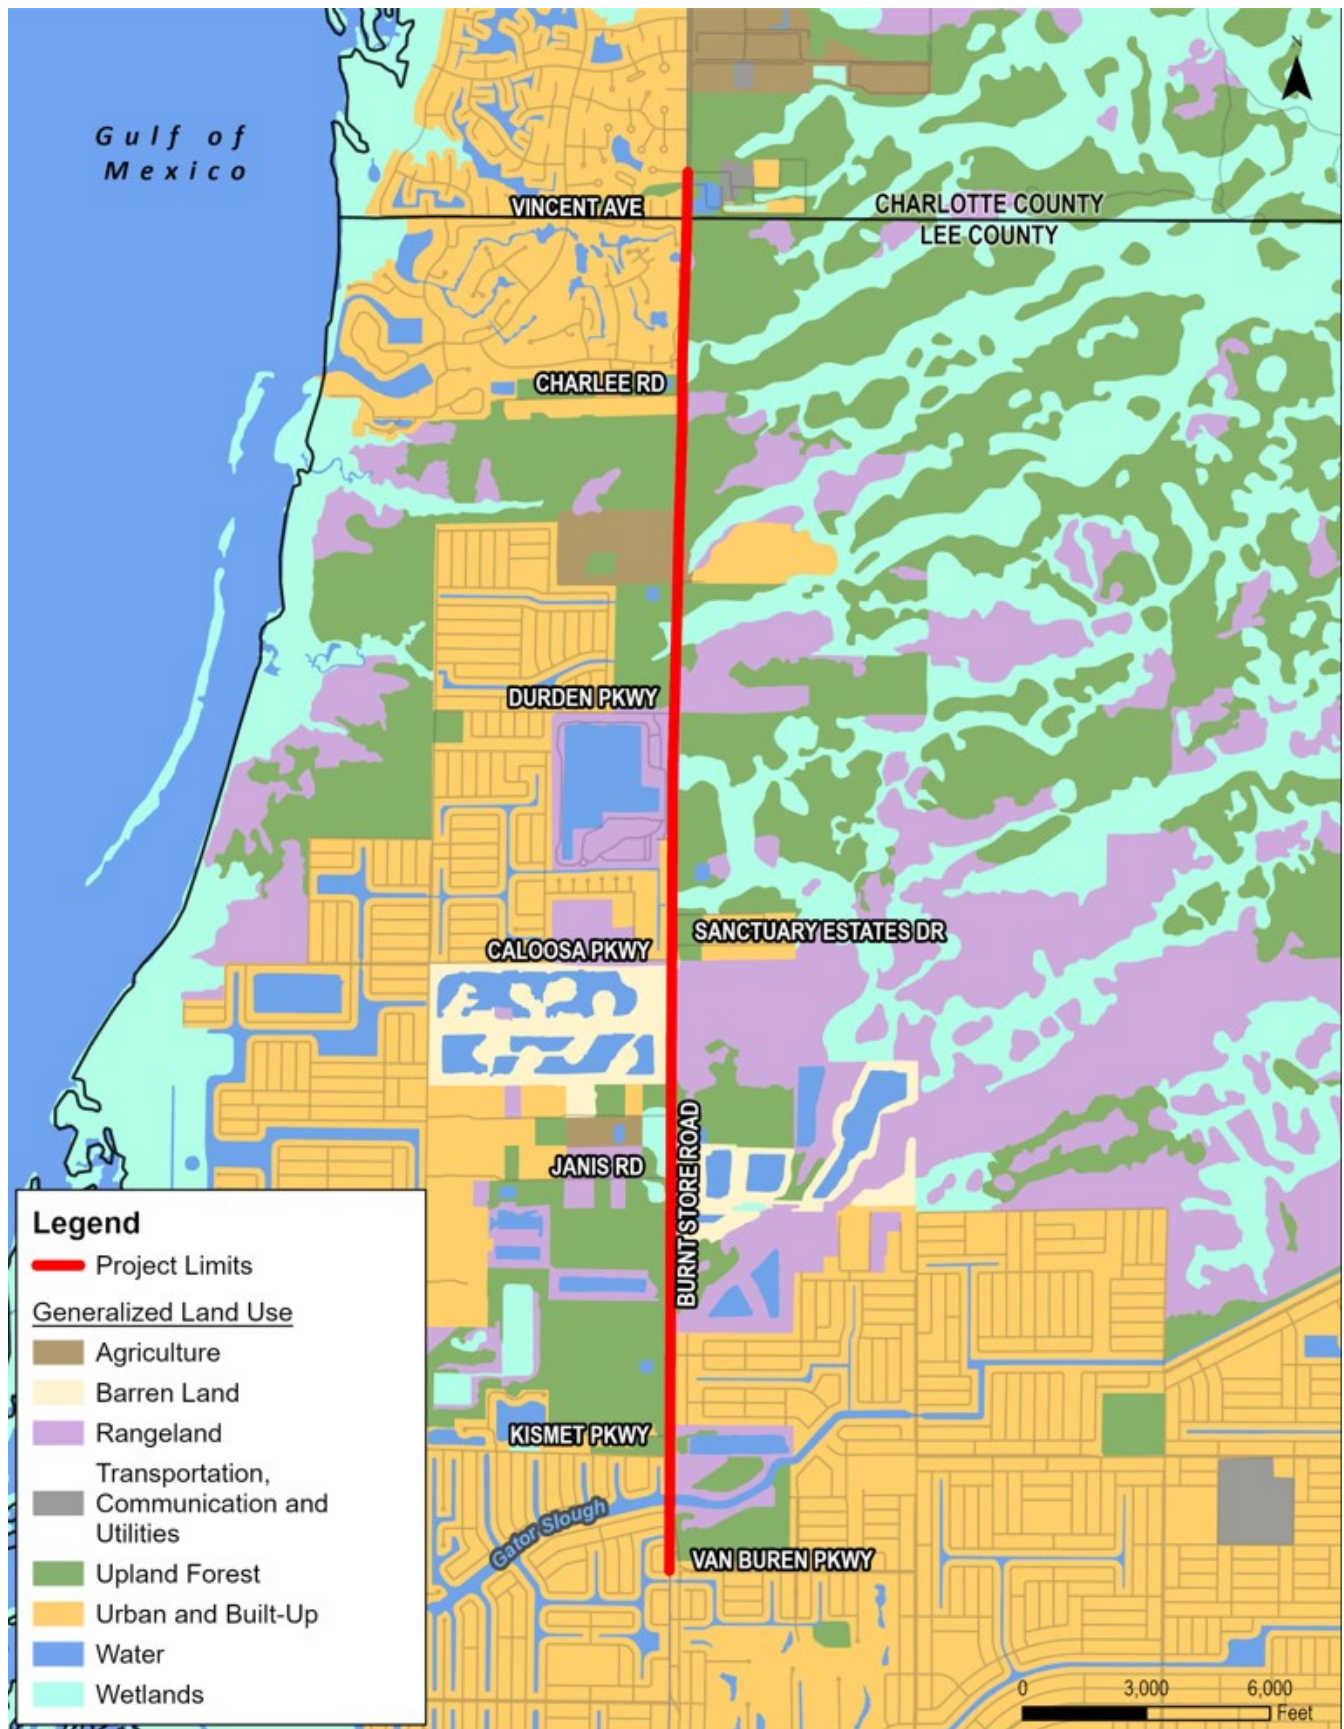 N
Gulf of
Mexico
VINCENT AVE
CHARLOTTE COUNTY
LEE COUNTY
CHARLEE RD
DURDEN PKWY
SANCTUARY ESTATES DR
CALOOSA PKWY
JANIS RD
BURNT STORE ROAD
KISMET PKWY
Gator Slough
VAN BUREN PKWY
Legend
Project Limits
Generalized Land Use
Agriculture
Barren Land
Rangeland
Transportation,
Communication and
Utilities
Upland Forest
Urban and Built-Up
Water
Wetlands
0 3,000 6,000
Feet